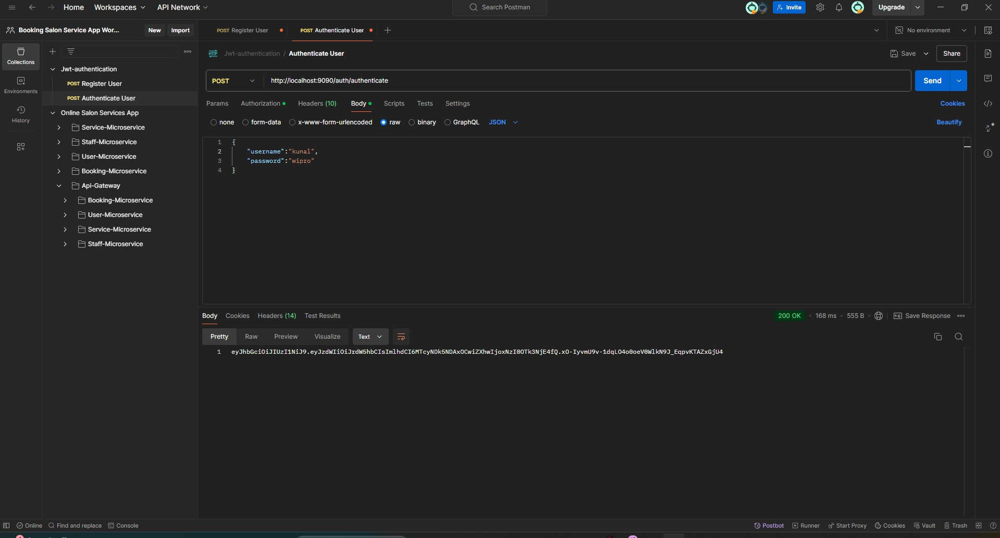 Home Workspaces API Network Search Postman Invite Upgrade
Booking Salon Service App Wor... New Import POST Register User POST Authenticate User No environment
Collections
Environments
History
Jwt-authentication
POST Register User
POST Authenticate User
Online Salon Services App
Service-Microservice
Staff-Microservice
User-Microservice
Booking-Microservice
Api-Gateway
Booking-Microservice
User-Microservice
Service-Microservice
Staff-Microservice
HTTP Jwt-authentication / Authenticate User Save Share
POST http://localhost:9090/auth/authenticate Send
Params Authorization Headers (10) Body Scripts Tests Settings Cookies
none form-data x-www-form-urlencoded raw binary GraphQL JSON Beautify
1 {
2 "username":"kunal",
3 "password":"wipro"
4 }
Body Cookies Headers (14) Test Results 200 OK 168 ms 555 B e.g. Save Response
Pretty Raw Preview Visualize Text
1 eyJhbGciOiJIUzI1NiJ9.eyJzdWIiOiJrdW5hbCIsImlhdCI6MTcyNDk5NDAxOCwiZXhwIjoxNzI0OTk3NjE4fQ.xO-IyvmU9v-1dqLO4o0oeV0WlkN9J_EqpvKTAZxGjU4
Online Find and replace Console Postbot Runner Start Proxy Cookies Vault Trash